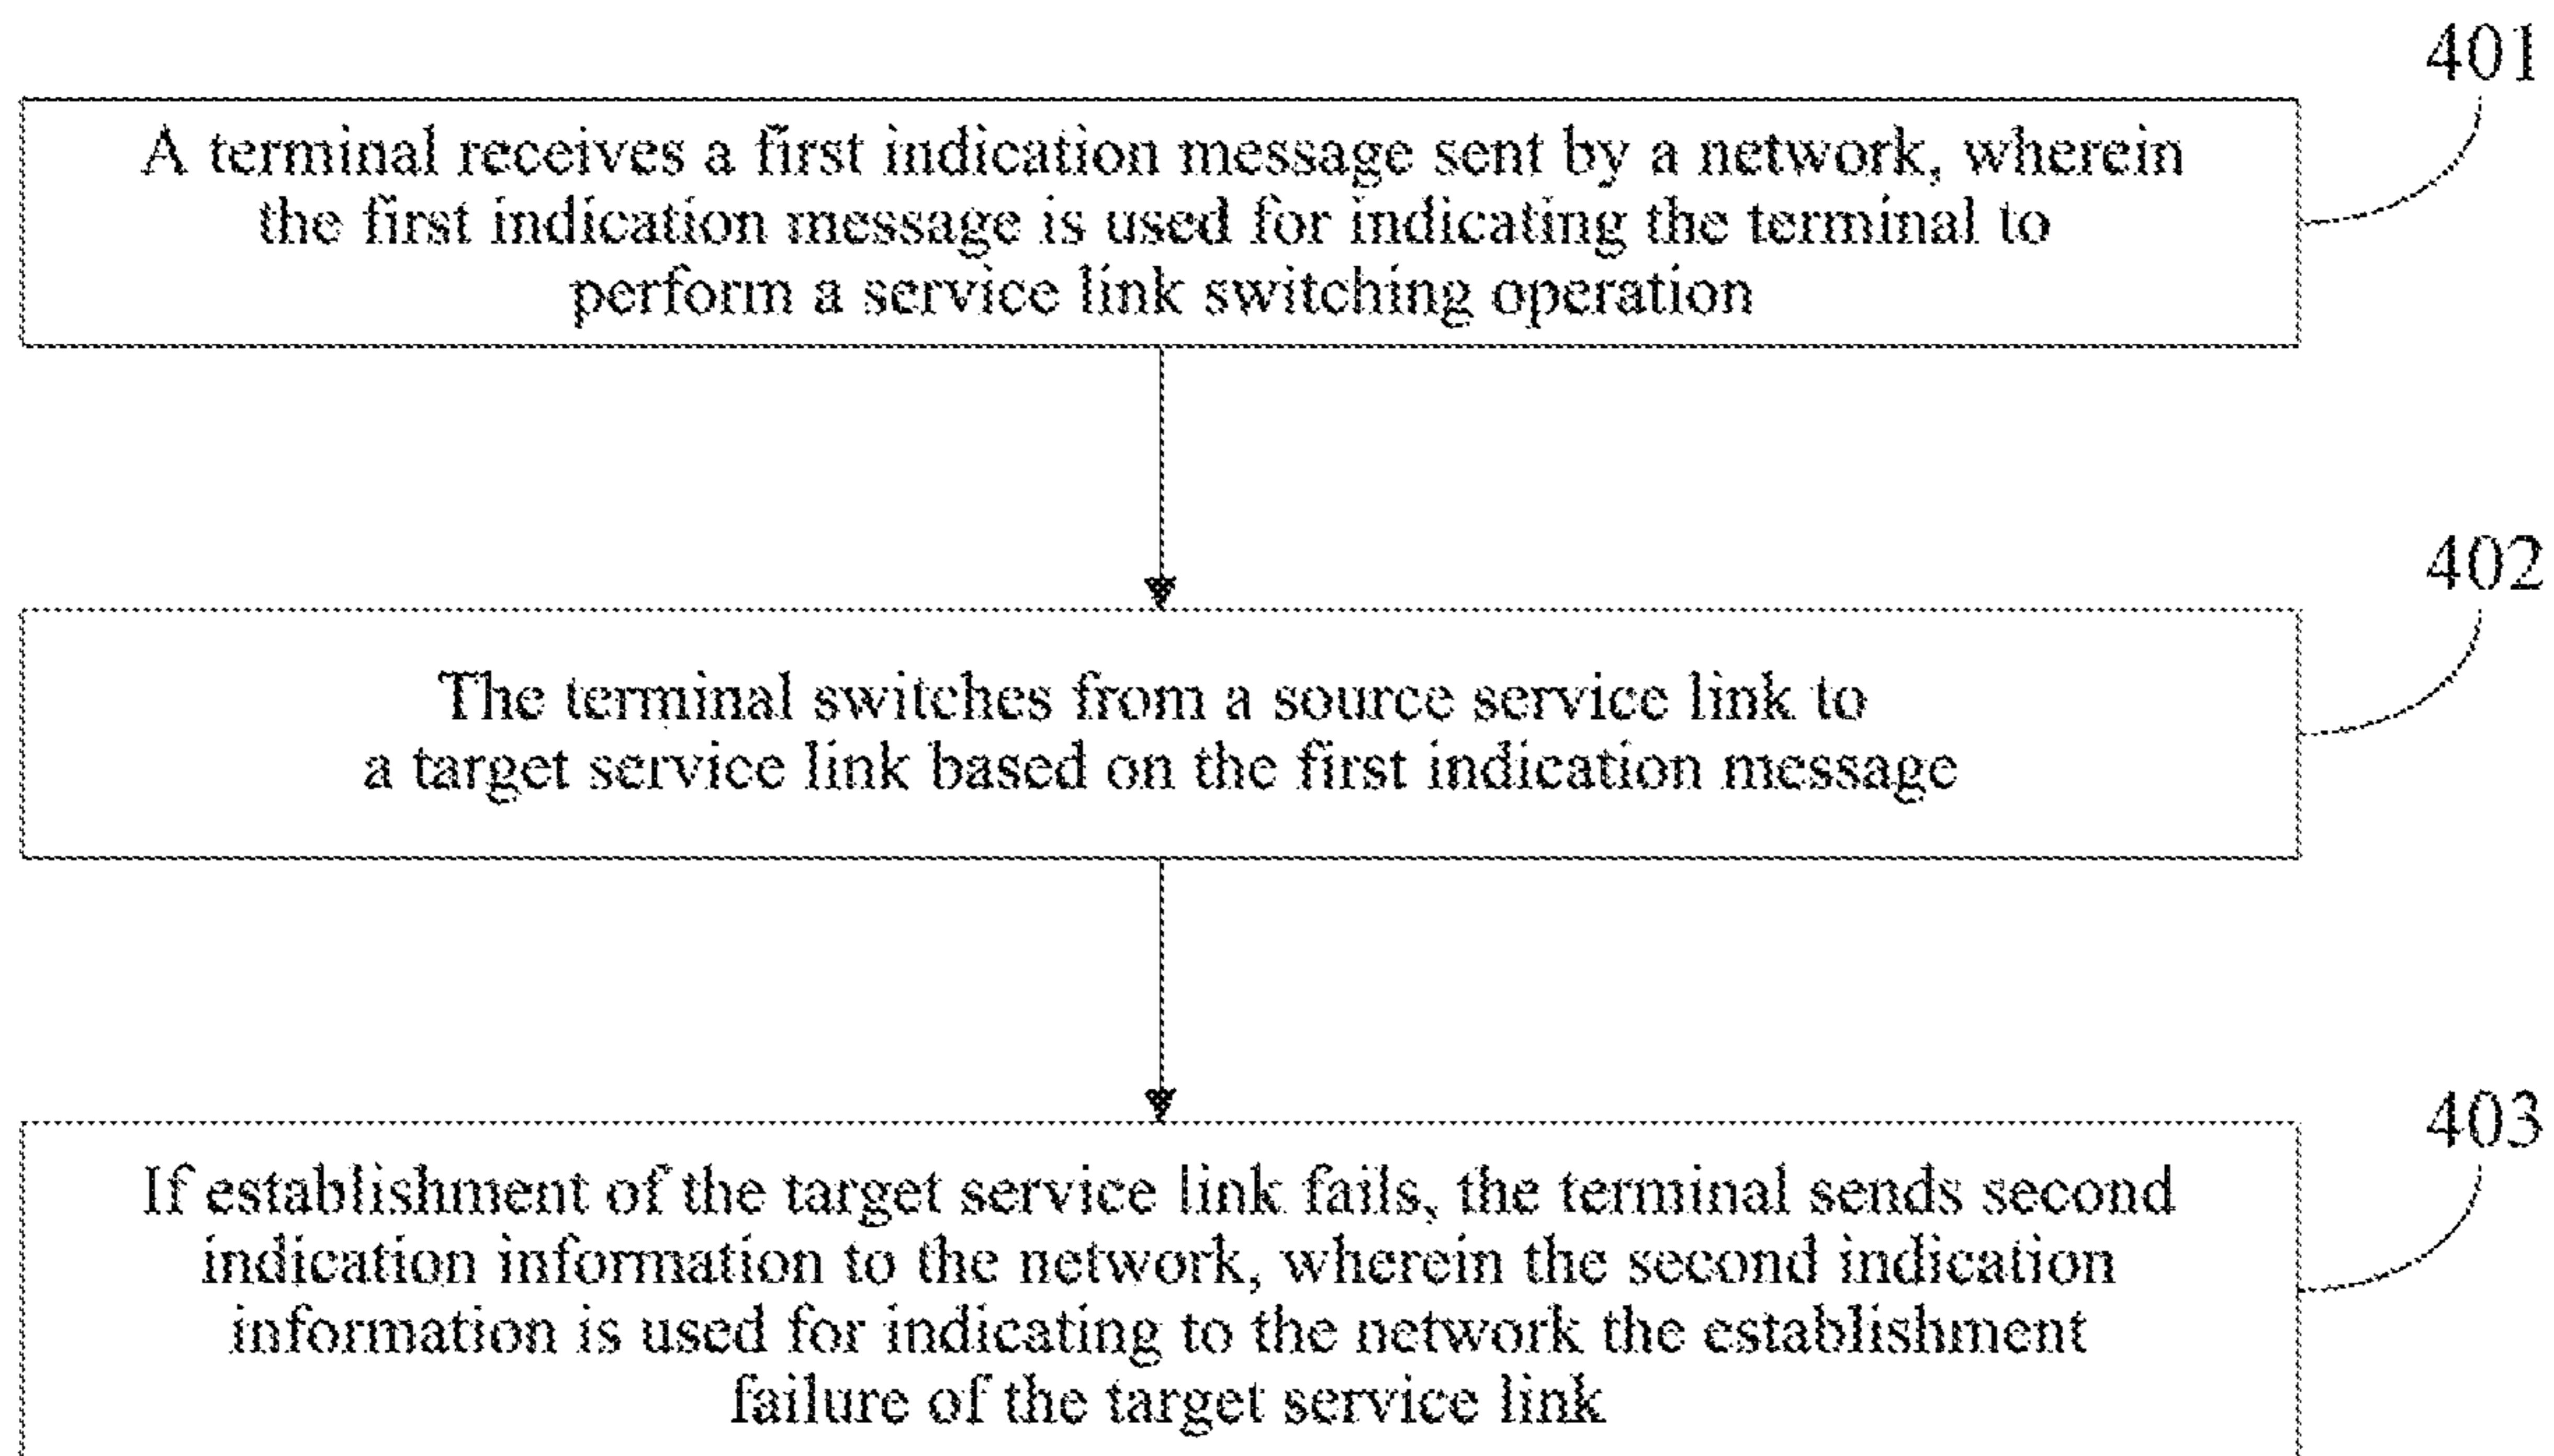 401
A terminal receives a first indication message sent by a network, wherein
the first indication message is used for indicating the terminal to
perform a service link switching operation
402
The terminal switches from a source service link to
a target service link based on the first indication message
403
If establishment of the target service link fails, the terminal sends second
indication information to the network, wherein the second indication
information is used for indicating to the network the establishment
failure of the target service link